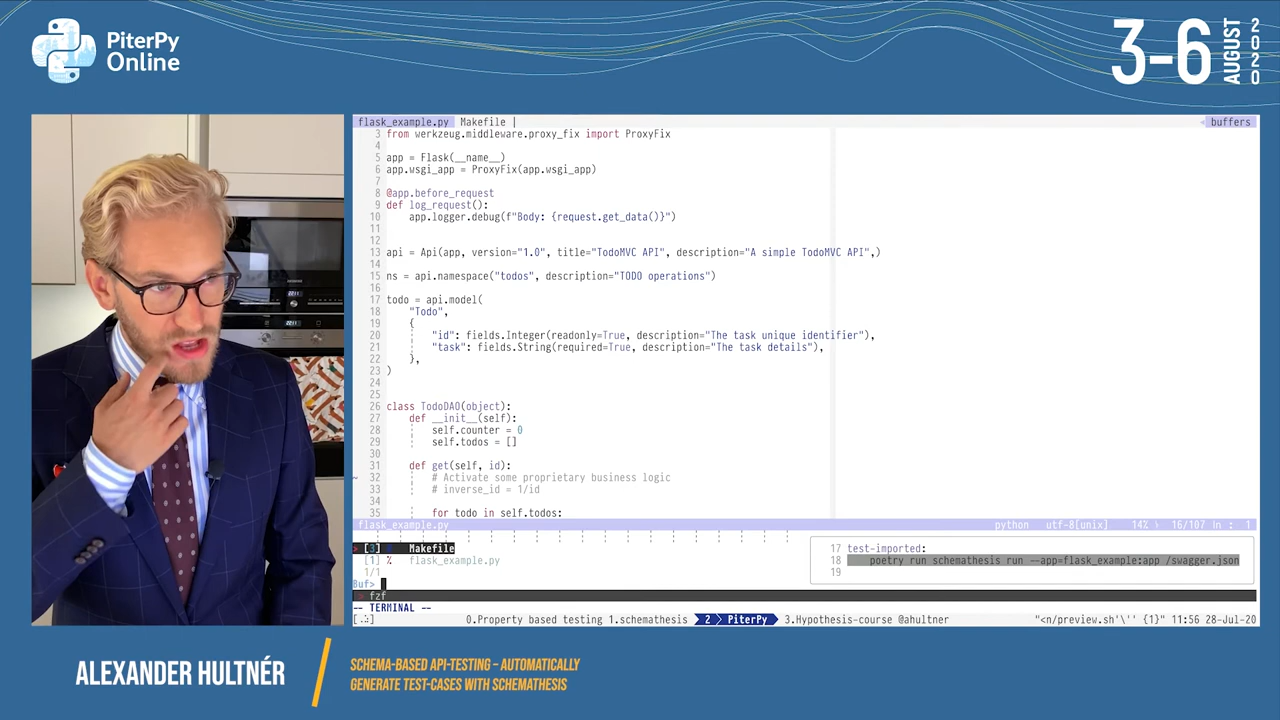 PiterPy
Online
3-6
AUGUST
2020
flask_example.py Makefile |
buffers
3 from werkzeug.middleware.proxy_fix import ProxyFix
4
5 app = Flask(__name__)
6 app.wsgi_app = ProxyFix(app.wsgi_app)
7
8 @app.before_request
9 def log_request():
10 app.logger.debug(f"Body: {request.get_data()}")
11
12
13 api = Api(app, version="1.0", title="TodoMVC API", description="A simple TodoMVC API",)
14
15 ns = api.namespace("todos", description="TODO operations")
16
17 todo = api.model(
18 "Todo",
19 {
20 "id": fields.Integer(readonly=True, description="The task unique identifier"),
21 "task": fields.String(required=True, description="The task details"),
22 },
23 )
24
25
26 class TodoDAO(object):
27 def __init__(self):
28 self.counter = 0
29 self.todos = []
30
31 def get(self, id):
~ 32 # Activate some proprietary business logic
33 # inverse_id = 1/id
34
35 for todo in self.todos:
flask_example.py python utf-8[unix] 14% 16/107 ln : 1
> [3] Makefile
[1] % flask_example.py
1/1
Buf>
17 test-imported:
18 poetry run schemathesis run --app=flask_example:app /swagger.json
19
> fzf
-- TERMINAL --
[.:] 0.Property based testing 1.schemathesis 2 > PiterPy 3.Hypothesis-course @ahultner "<n/preview.sh'\'' {1}" 11:56 28-Jul-20
ALEXANDER HULTNÉR
SCHEMA-BASED API-TESTING – AUTOMATICALLY
GENERATE TEST-CASES WITH SCHEMATHESIS